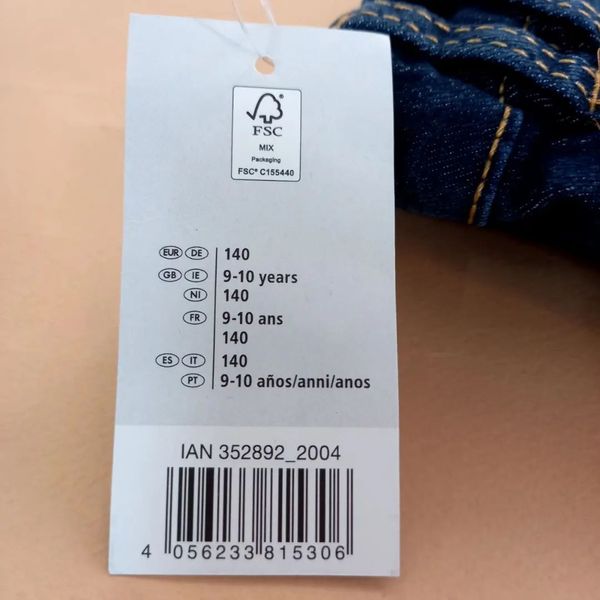 FSC
MIX
Packaging
FSC® C155440
EUR DE 140
GB IE 9-10 years
NI 140
FR 9-10 ans
140
ES IT 140
PT 9-10 años/anni/anos
IAN 352892_2004
4 056233 815306